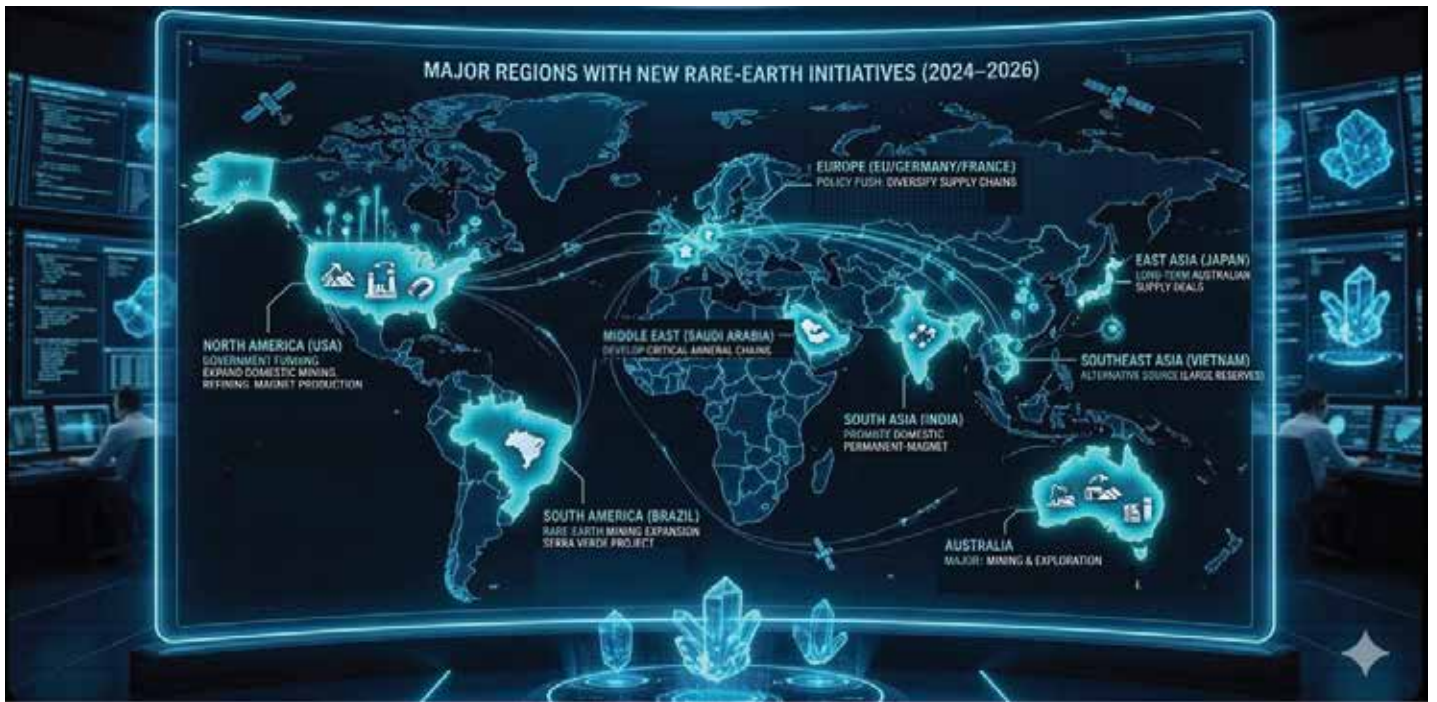 MAJOR REGIONS WITH NEW RARE-EARTH INITIATIVES (2024–2026)
EUROPE (EU/GERMANY/FRANCE)
POLICY PUSH: DIVERSIFY SUPPLY CHAINS
EAST ASIA (JAPAN)
LONG-TERM AUSTRALIAN
SUPPLY DEALS
NORTH AMERICA (USA)
GOVERNMENT FUNDING
EXPAND DOMESTIC MINING,
REFINING, MAGNET PRODUCTION
MIDDLE EAST (SAUDI ARABIA)
DEVELOP CRITICAL MINERAL CHAINS
SOUTHEAST ASIA (VIETNAM)
ALTERNATIVE SOURCE (LARGE RESERVES)
SOUTH ASIA (INDIA)
PROMOTE DOMESTIC
PERMANENT-MAGNET
SOUTH AMERICA (BRAZIL)
RARE EARTH MINING EXPANSION
SERRA VERDE PROJECT
AUSTRALIA
MAJOR: MINING & EXPLORATION